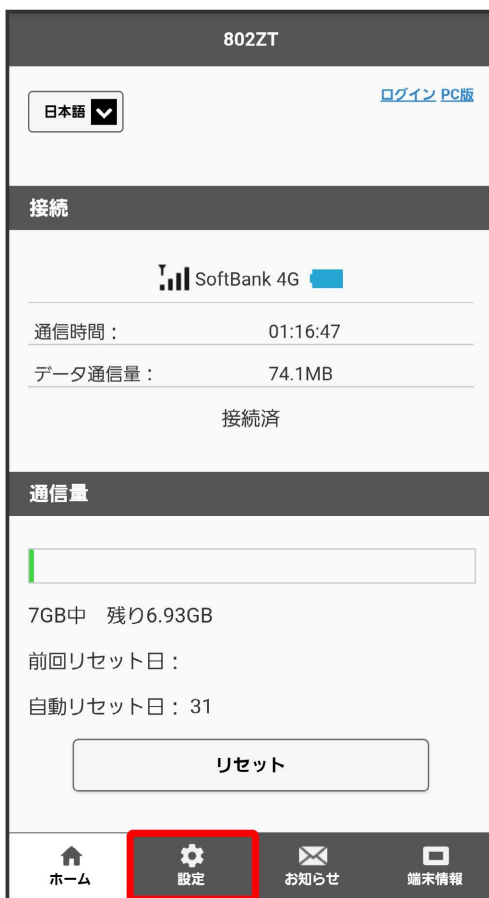 802ZT
日本語
ログイン PC版
接続
SoftBank 4G
通信時間： 01:16:47
データ通信量： 74.1MB
接続済
通信量
7GB中　残り6.93GB
前回リセット日：
自動リセット日：31
リセット
ホーム 設定 お知らせ 端末情報